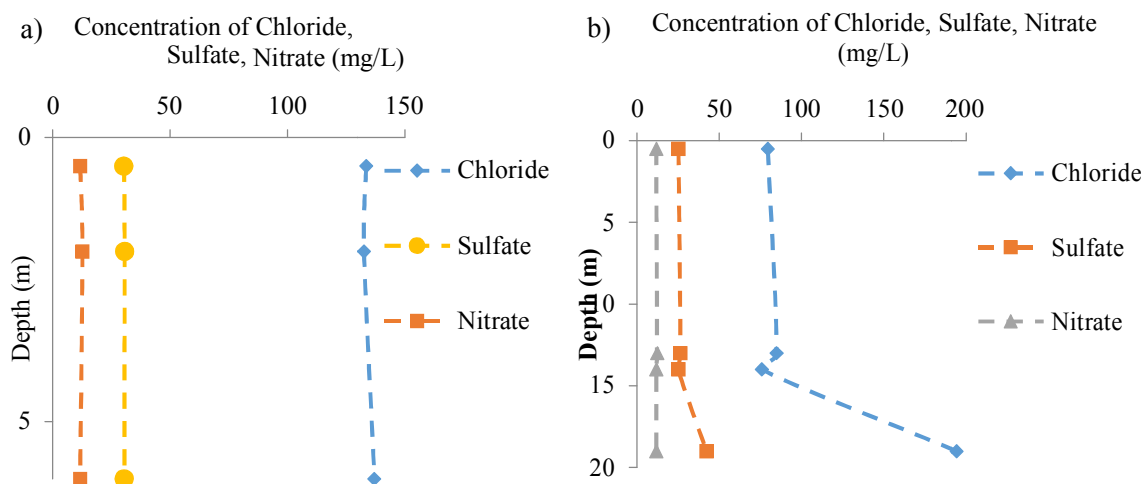 a)
Concentration of Chloride,
Sulfate, Nitrate (mg/L)
0 50 100 150
0
5
Depth (m)
Chloride
Sulfate
Nitrate
b)
Concentration of Chloride, Sulfate, Nitrate
(mg/L)
0 50 100 150 200
0
5
10
15
20
Depth (m)
Chloride
Sulfate
Nitrate